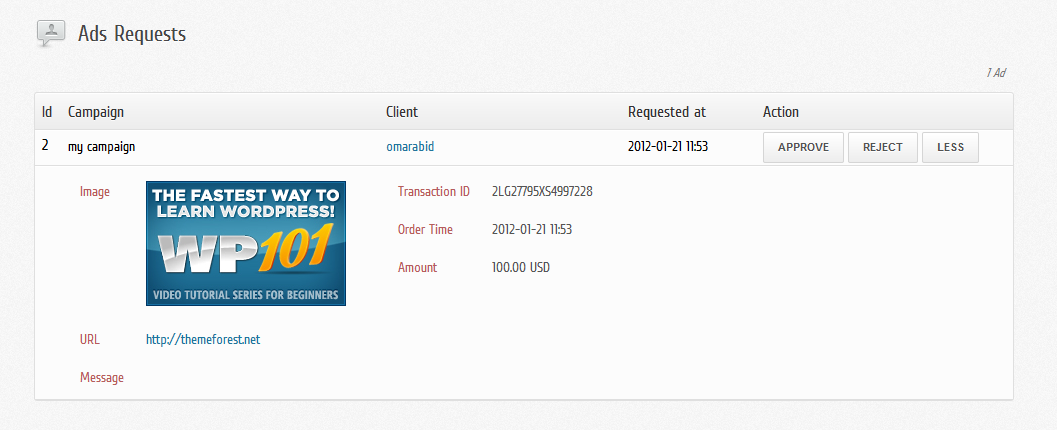 Ads Requests
1 Ad
Id Campaign Client Requested at Action
2 my campaign omarabid 2012-01-21 11:53 APPROVE REJECT LESS
Image
THE FASTEST WAY TO
LEARN WORDPRESS!
WP101
VIDEO TUTORIAL SERIES FOR BEGINNERS
Transaction ID 2LG27795XS4997228
Order Time 2012-01-21 11:53
Amount 100.00 USD
URL http://themeforest.net
Message